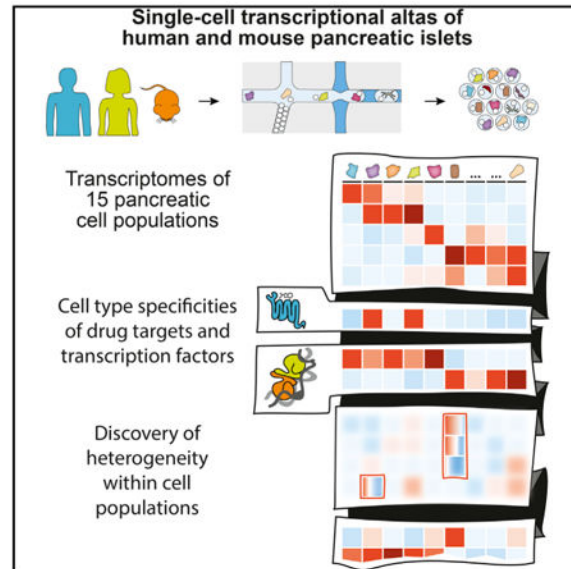 Single-cell transcriptional altas of
human and mouse pancreatic islets
Transcriptomes of
15 pancreatic
cell populations
... ...
Cell type specificities
of drug targets and
transcription factors
Discovery of
heterogeneity
within cell
populations